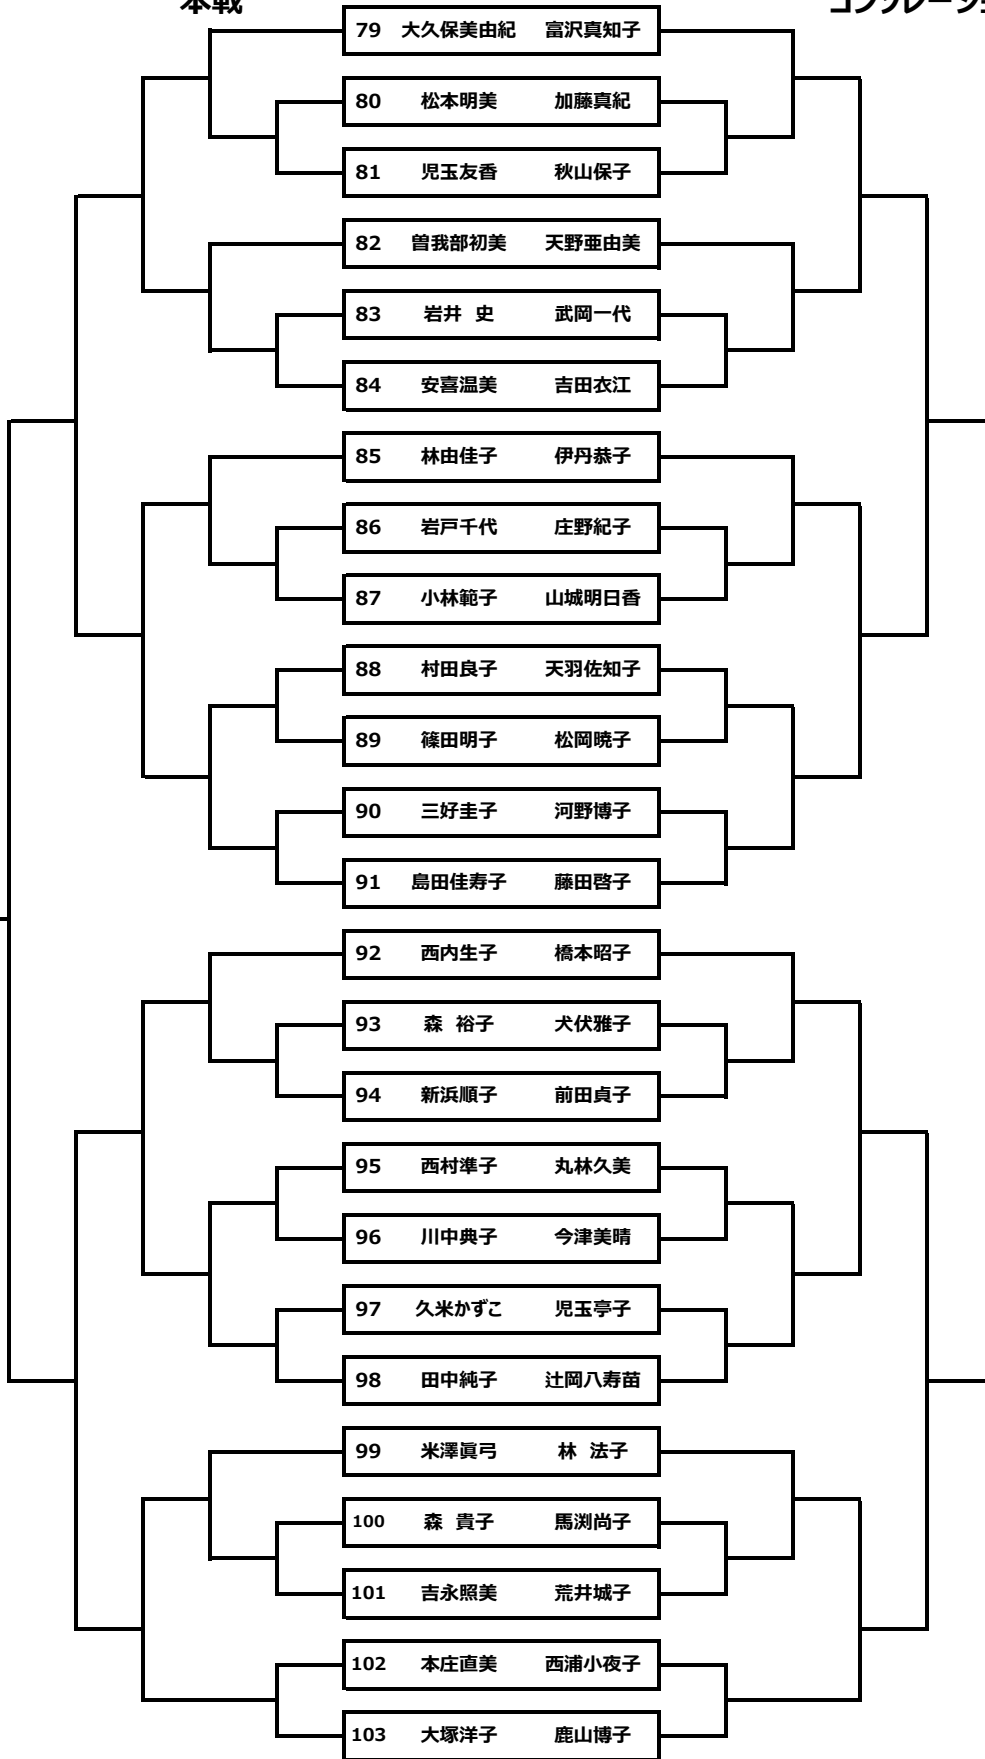 本戦 コンソレーショ
79 大久保美由紀 富沢真知子
80 松本明美 加藤真紀
81 児玉友香 秋山保子
82 曽我部初美 天野亜由美
83 岩井 史 武岡一代
84 安喜温美 吉田衣江
85 林由佳子 伊丹恭子
86 岩戸千代 庄野紀子
87 小林範子 山城明日香
88 村田良子 天羽佐知子
89 篠田明子 松岡暁子
90 三好圭子 河野博子
91 島田佳寿子 藤田啓子
92 西内生子 橋本昭子
93 森 裕子 犬伏雅子
94 新浜順子 前田貞子
95 西村準子 丸林久美
96 川中典子 今津美晴
97 久米かずこ 児玉亭子
98 田中純子 辻岡八寿苗
99 米澤眞弓 林 法子
100 森 貴子 馬渕尚子
101 吉永照美 荒井城子
102 本庄直美 西浦小夜子
103 大塚洋子 鹿山博子